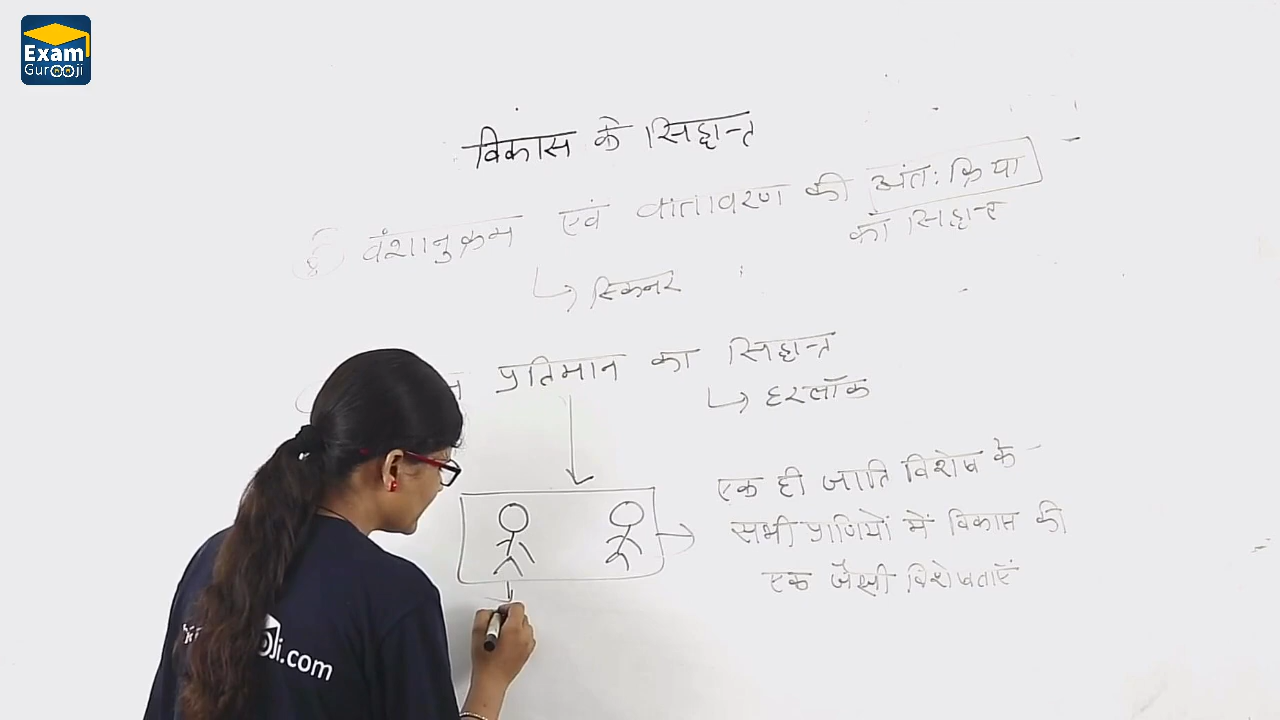 Exam
Gurooji
विकास के सिद्धान्त
वंशानुक्रम एवं वातावरण की अंतः क्रिया
का सिद्धान्त
स्किनर
प्रतिमान का सिद्धान्त
हरलॉक
एक ही जाति विशेष के
सभी प्राणियों में विकास की
एक जैसी विशेषताएँ
ji.com